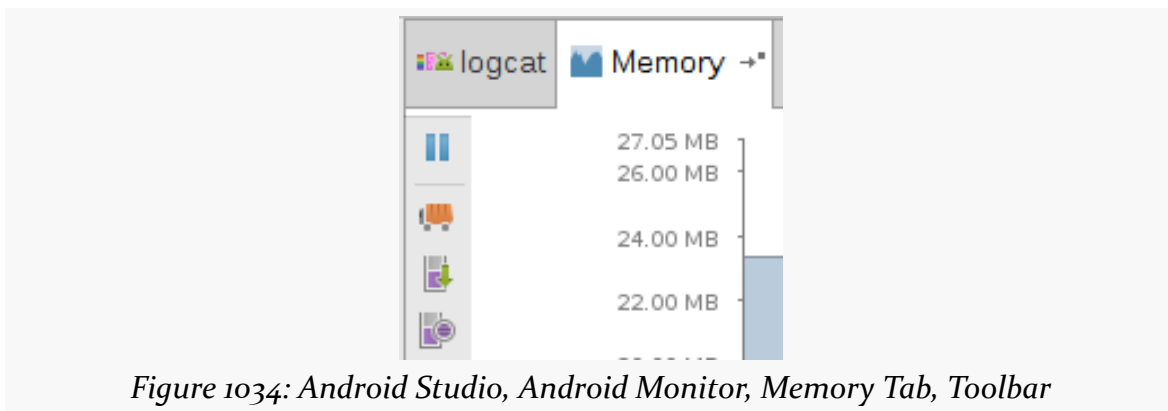 logcat
Memory
27.05 MB
26.00 MB
24.00 MB
22.00 MB
Figure 1034: Android Studio, Android Monitor, Memory Tab, Toolbar